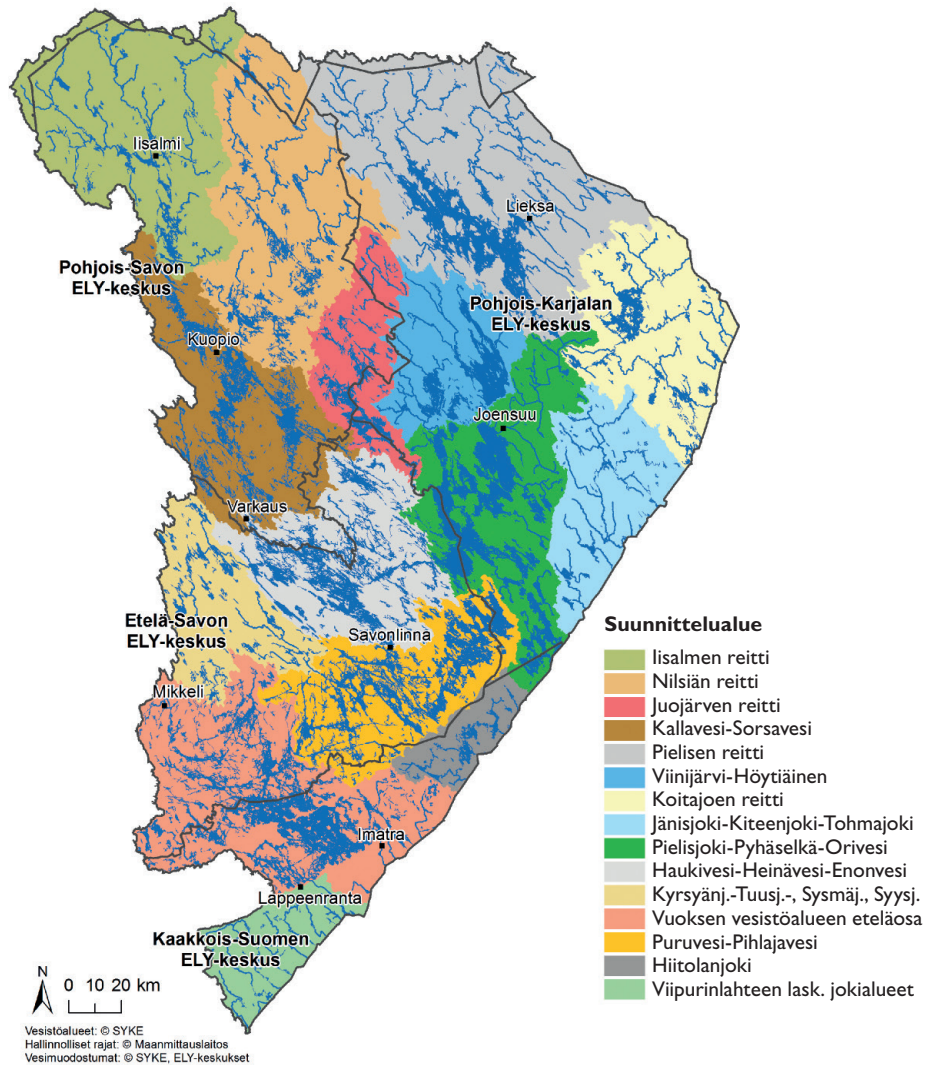 Iisalmi
Lieksa
Pohjois-Savon
ELY-keskus
Pohjois-Karjalan
ELY-keskus
Kuopio
Joensuu
Varkaus
Etelä-Savon
ELY-keskus
Savonlinna
Mikkeli
Imatra
Lappeenranta
Kaakkois-Suomen
ELY-keskus
Suunnittelualue
Iisalmen reitti
Nilsiän reitti
Juojärven reitti
Kallavesi-Sorsavesi
Pielisen reitti
Viinijärvi-Höytiäinen
Koitajoen reitti
Jänisjoki-Kiteenjoki-Tohmajoki
Pielisjoki-Pyhäselkä-Orivesi
Haukivesi-Heinävesi-Enonvesi
Kyrsyänj.-Tuusj.-, Sysmäj., Syysj.
Vuoksen vesistöalueen eteläosa
Puruvesi-Pihlajavesi
Hiitolanjoki
Viipurinlahteen lask. jokialueet
N
0 10 20 km
Vesistöalueet: © SYKE
Hallinnolliset rajat: © Maanmittauslaitos
Vesimuodostumat: © SYKE, ELY-keskukset